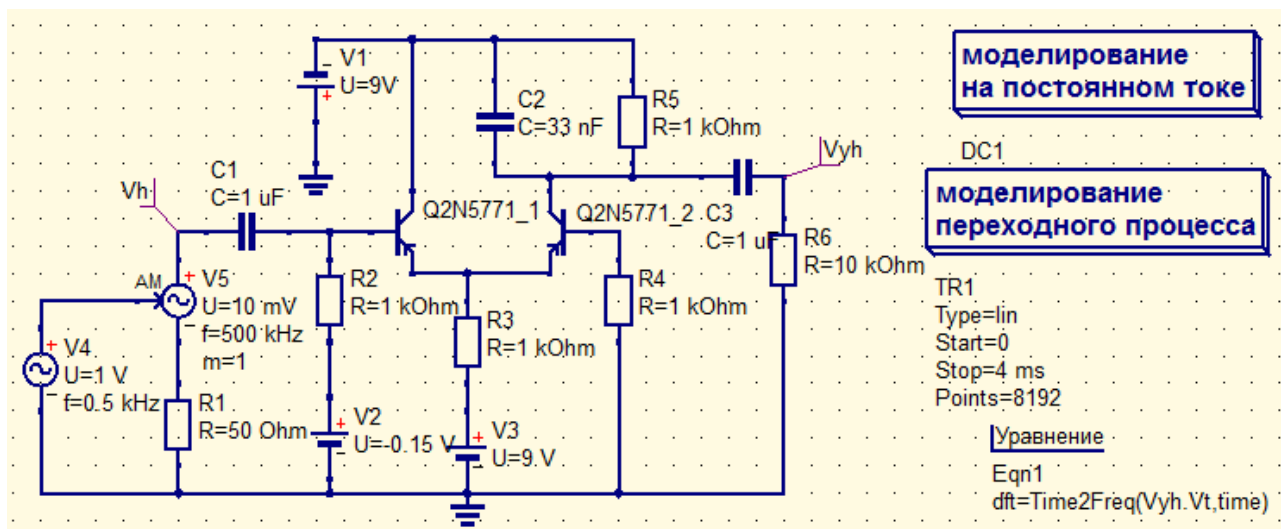 V1
U=9V
C2
C=33 nF
R5
R=1 kOhm
моделирование
на постоянном токе
DC1
Vh
C1
C=1 uF
Q2N5771_1
Q2N5771_2
C3
C=1 uF
Vyh
моделирование
переходного процесса
AM
V5
U=10 mV
f=500 kHz
m=1
R2
R=1 kOhm
R3
R=1 kOhm
R4
R=1 kOhm
R6
R=10 kOhm
TR1
Type=lin
Start=0
Stop=4 ms
Points=8192
V4
U=1 V
f=0.5 kHz
R1
R=50 Ohm
V2
U=-0.15 V
V3
U=9 V
Уравнение
Eqn1
dft=Time2Freq(Vyh.Vt,time)